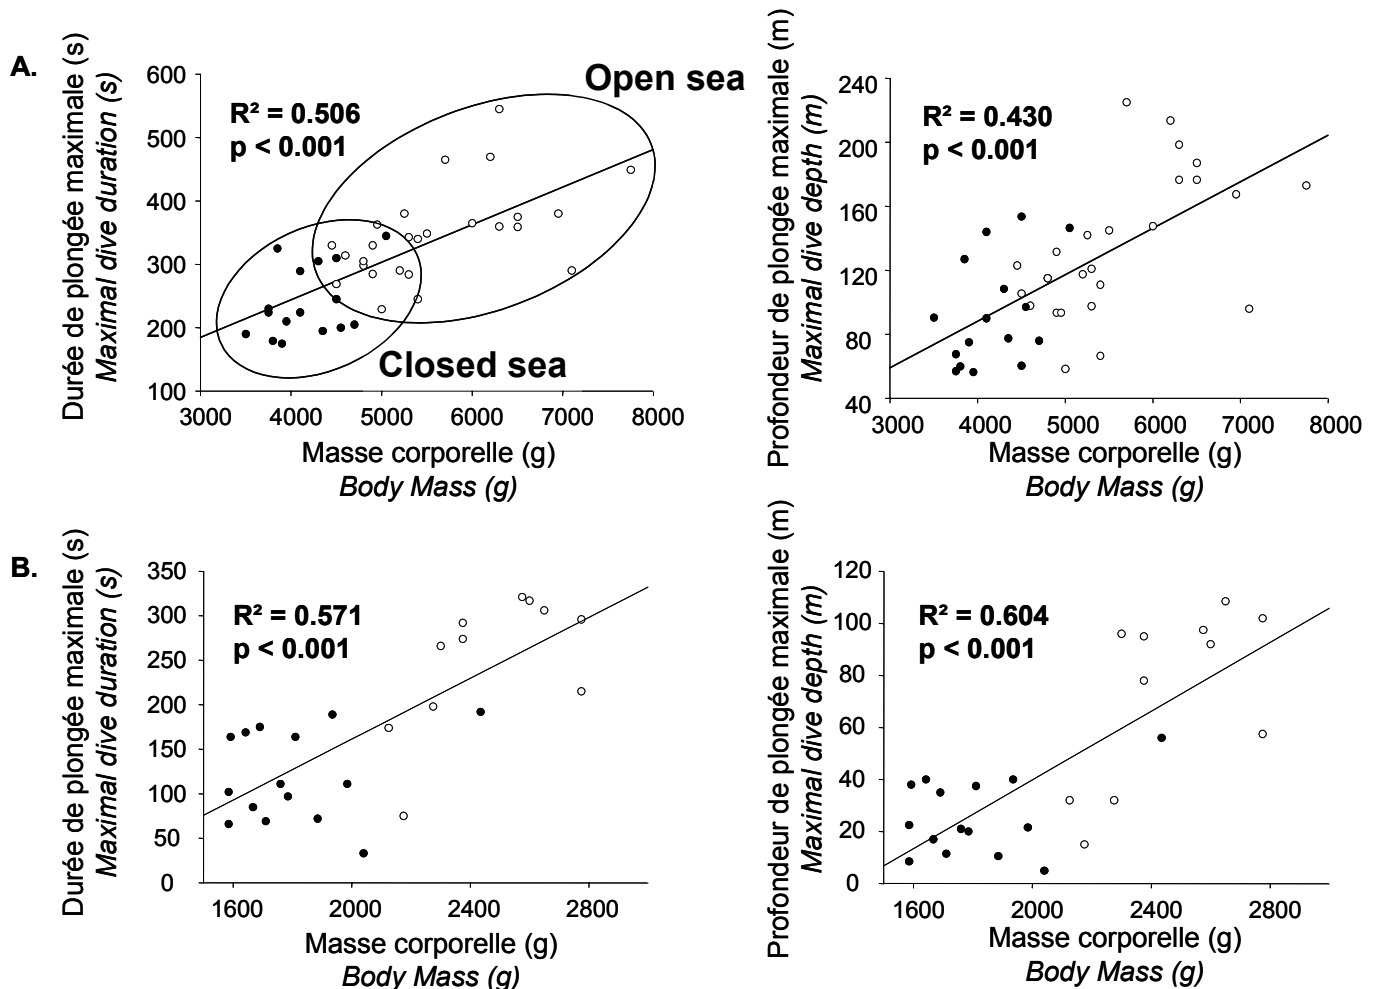 A.
Durée de plongée maximale (s)
Maximal dive duration (s)
600
500
400
300
200
100
R² = 0.506
p < 0.001
Open sea
Closed sea
3000 4000 5000 6000 7000 8000
Masse corporelle (g)
Body Mass (g)
Profondeur de plongée maximale (m)
Maximal dive depth (m)
240
200
160
120
80
40
R² = 0.430
p < 0.001
3000 4000 5000 6000 7000 8000
Masse corporelle (g)
Body Mass (g)
B.
Durée de plongée maximale (s)
Maximal dive duration (s)
350
300
250
200
150
100
50
0
R² = 0.571
p < 0.001
1600 2000 2400 2800
Masse corporelle (g)
Body Mass (g)
Profondeur de plongée maximale (m)
Maximal dive depth (m)
120
100
80
60
40
20
0
R² = 0.604
p < 0.001
1600 2000 2400 2800
Masse corporelle (g)
Body Mass (g)